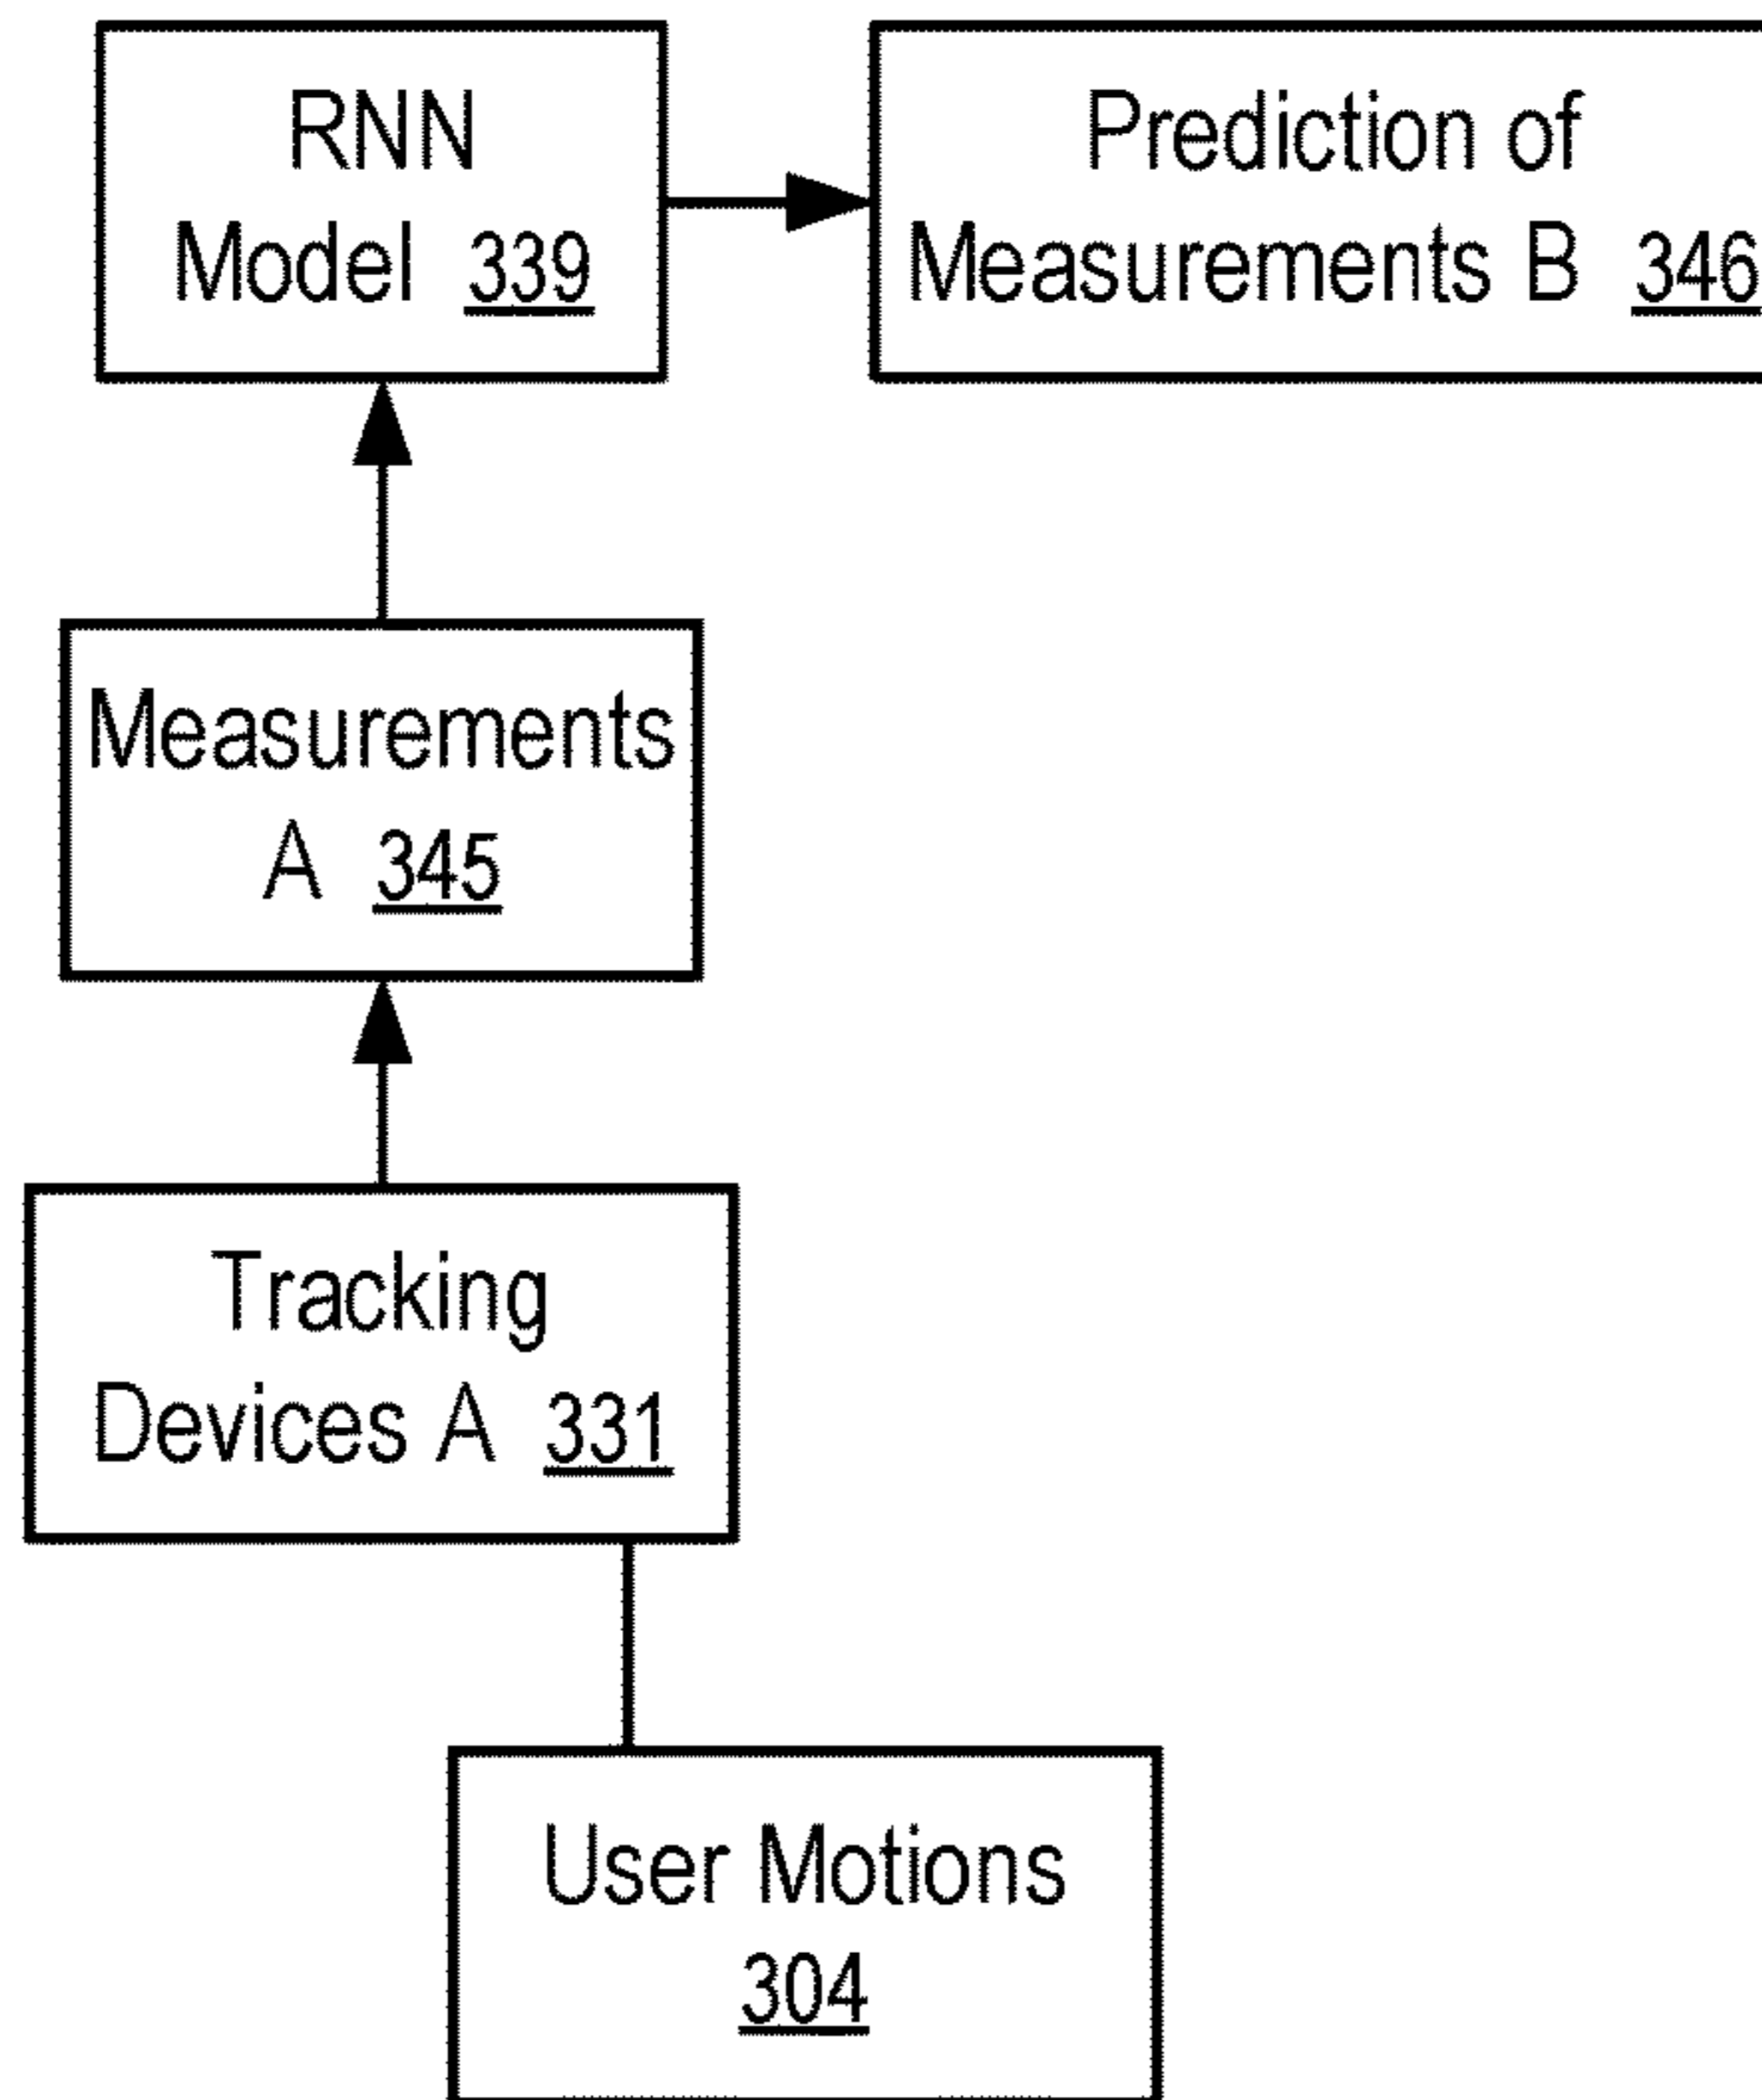 RNN
Model 339
Prediction of
Measurements B 346
Measurements
A 345
Tracking
Devices A 331
User Motions
304